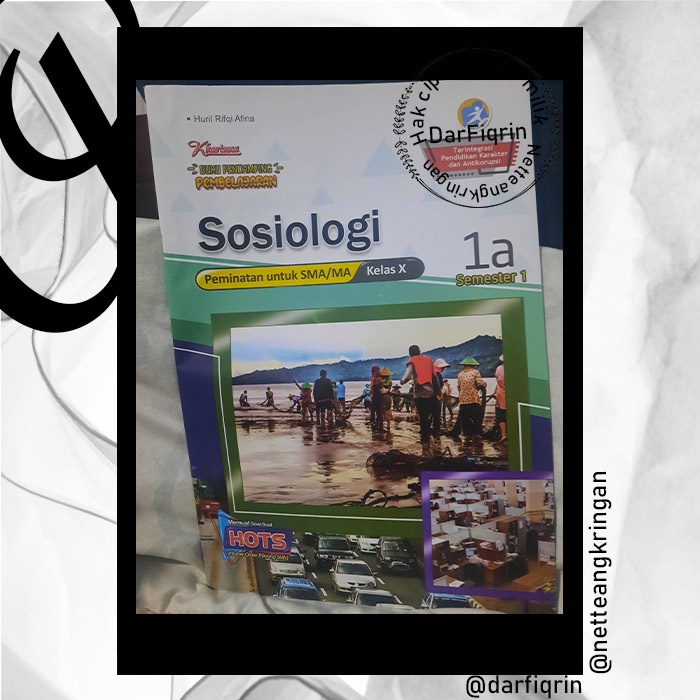 Huril Rifqi Afina
Hak cipta milik Netteangkringan
DarFiqrin
Terintegrasi
Pendidikan Karakter
dan Antikorupsi
BUKU PENDAMPING
PEMBELAJARAN
Sosiologi
1a
Peminatan untuk SMA/MA Kelas X
Semester 1
Memuat Soal-Soal
HOTS
(Higher Order Thinking Skills)
@netteangkringan
@darfiqrin